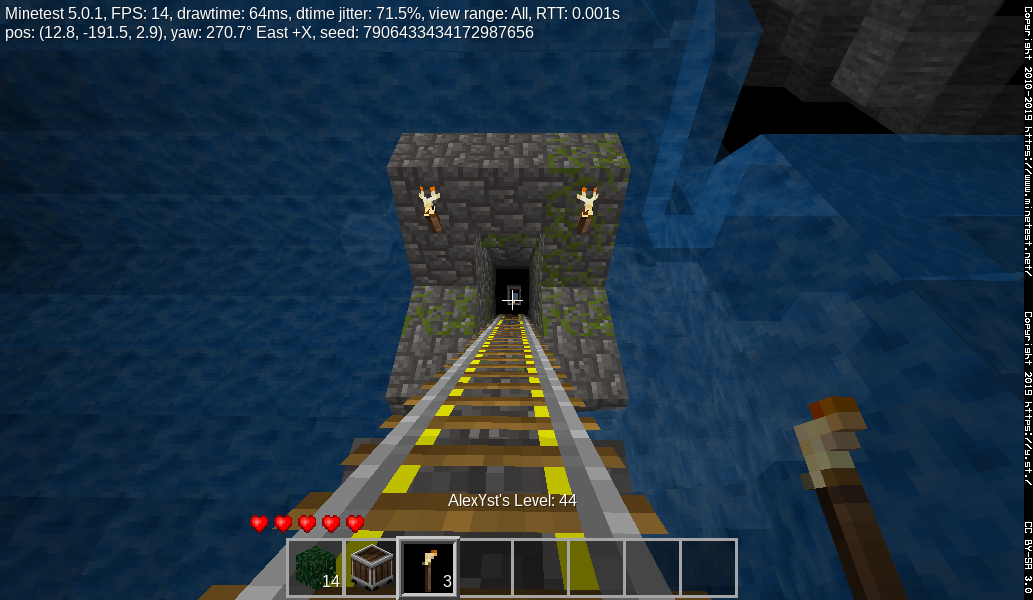 Minetest 5.0.1, FPS: 14, drawtime: 64ms, dtime jitter: 71.5%, view range: All, RTT: 0.001s
pos: (12.8, -191.5, 2.9), yaw: 270.7° East +X, seed: 7906433434172987656
AlexYst's Level: 44
14
3
Copyright 2010-2019 https://www.minetest.net/
Copyright 2019 https://y.st./
CC BY-SA 3.0